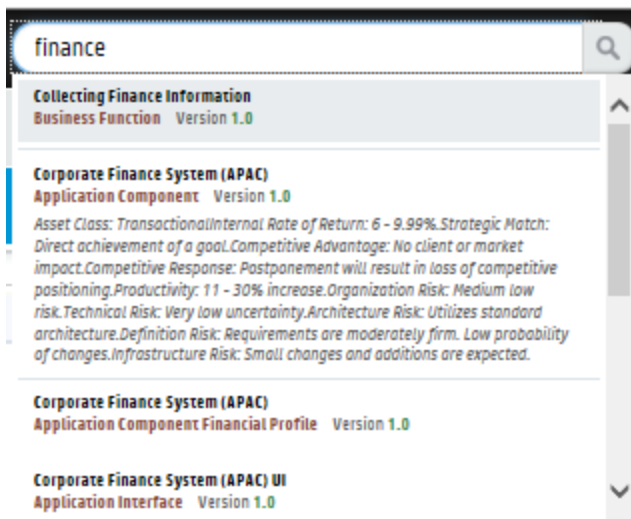 finance
Collecting Finance Information
Business Function Version 1.0
Corporate Finance System (APAC)
Application Component Version 1.0
Asset Class: TransactionalInternal Rate of Return: 6 - 9.99%.Strategic Match:
Direct achievement of a goal.Competitive Advantage: No client or market
impact.Competitive Response: Postponement will result in loss of competitive
positioning.Productivity: 11 - 30% increase.Organization Risk: Medium low
risk.Technical Risk: Very low uncertainty.Architecture Risk: Utilizes standard
architecture.Definition Risk: Requirements are moderately firm. Low probability
of changes.Infrastructure Risk: Small changes and additions are expected.
Corporate Finance System (APAC)
Application Component Financial Profile Version 1.0
Corporate Finance System (APAC) UI
Application Interface Version 1.0